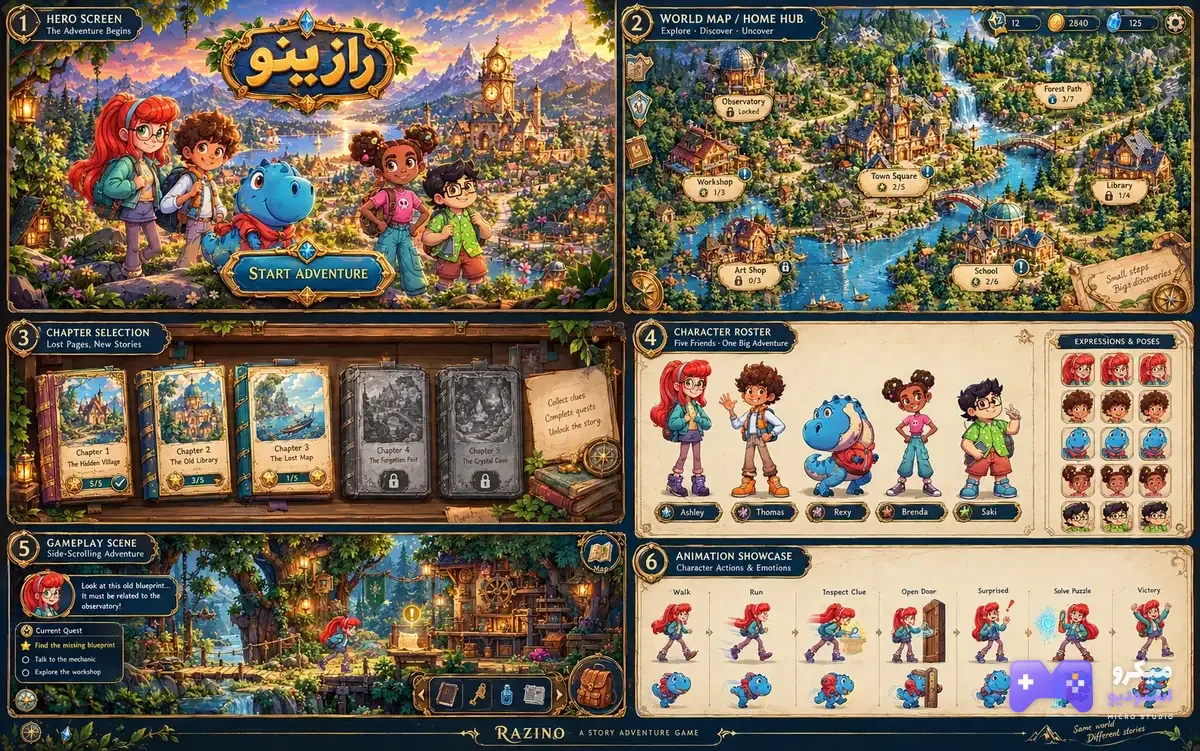 1
HERO SCREEN
The Adventure Begins
رازینو
START ADVENTURE
2
WORLD MAP / HOME HUB
Explore · Discover · Uncover
12
2840
125
Observatory
Locked
Forest Path
3/7
Workshop
1/3
Town Square
2/5
Library
1/4
Art Shop
0/3
School
2/6
Small steps
Bigs discoveries
3
CHAPTER SELECTION
Lost Pages, New Stories
Chapter 1
The Hidden Village
5/5
Chapter 2
The Old Library
3/5
Chapter 3
The Lost Map
1/5
Chapter 4
The Forgotten Past
Chapter 5
The Crystal Cave
Collect clues
Complete quests
Unlock the story
4
CHARACTER ROSTER
Five Friends · One Big Adventure
Ashley
Thomas
Rexy
Brenda
Saki
EXPRESSIONS & POSES
5
GAMEPLAY SCENE
Side-Scrolling Adventure
Look at this old blueprint...
It must be related to the
observatory!
Current Quest
Find the missing blueprint
Talk to the mechanic
Explore the workshop
Map
6
ANIMATION SHOWCASE
Character Actions & Emotions
Walk
Run
Inspect Clue
Open Door
Surprised
Solve Puzzle
Victory
میکرو
استودیو
MICRO STUDIO
RAZINO - A STORY ADVENTURE GAME
Same world
Different stories